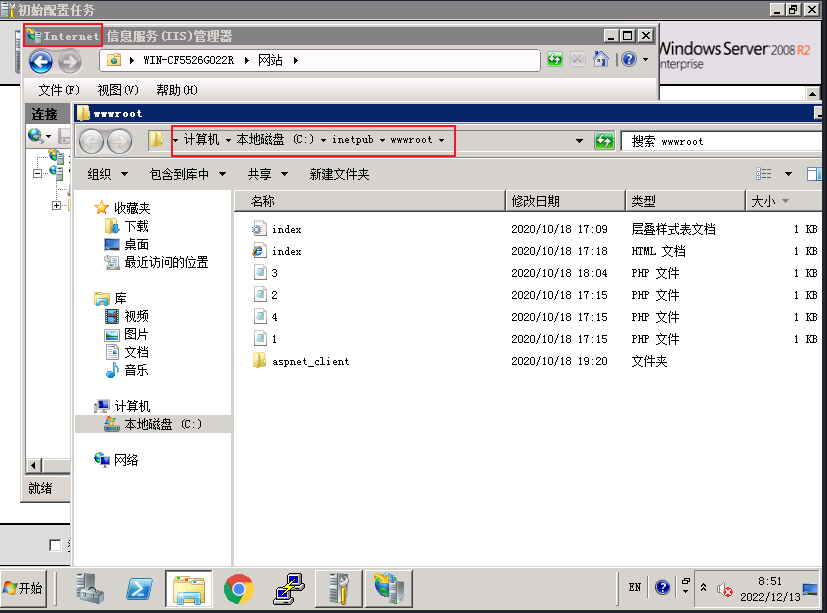 初始配置任务
Internet 信息服务(IIS)管理器
WIN-CF5526G022R 网站
Windows Server 2008 R2
nterprise
文件(F) 视图(V) 帮助(H)
连接
wwwroot
计算机 本地磁盘 (C:) inetpub wwwroot
搜索 wwwroot
组织 包含到库中 共享 新建文件夹
名称 修改日期 类型 大小
收藏夹
下载
桌面
最近访问的位置
库
视频
图片
文档
音乐
计算机
本地磁盘 (C:)
网络
index 2020/10/18 17:09 层叠样式表文档 1 KB
index 2020/10/18 17:18 HTML 文档 1 KB
3 2020/10/18 18:04 PHP 文件 1 KB
2 2020/10/18 17:15 PHP 文件 1 KB
4 2020/10/18 17:15 PHP 文件 1 KB
1 2020/10/18 17:15 PHP 文件 1 KB
aspnet_client 2020/10/18 19:20 文件夹
就绪
开始
EN
8:51
2022/12/13